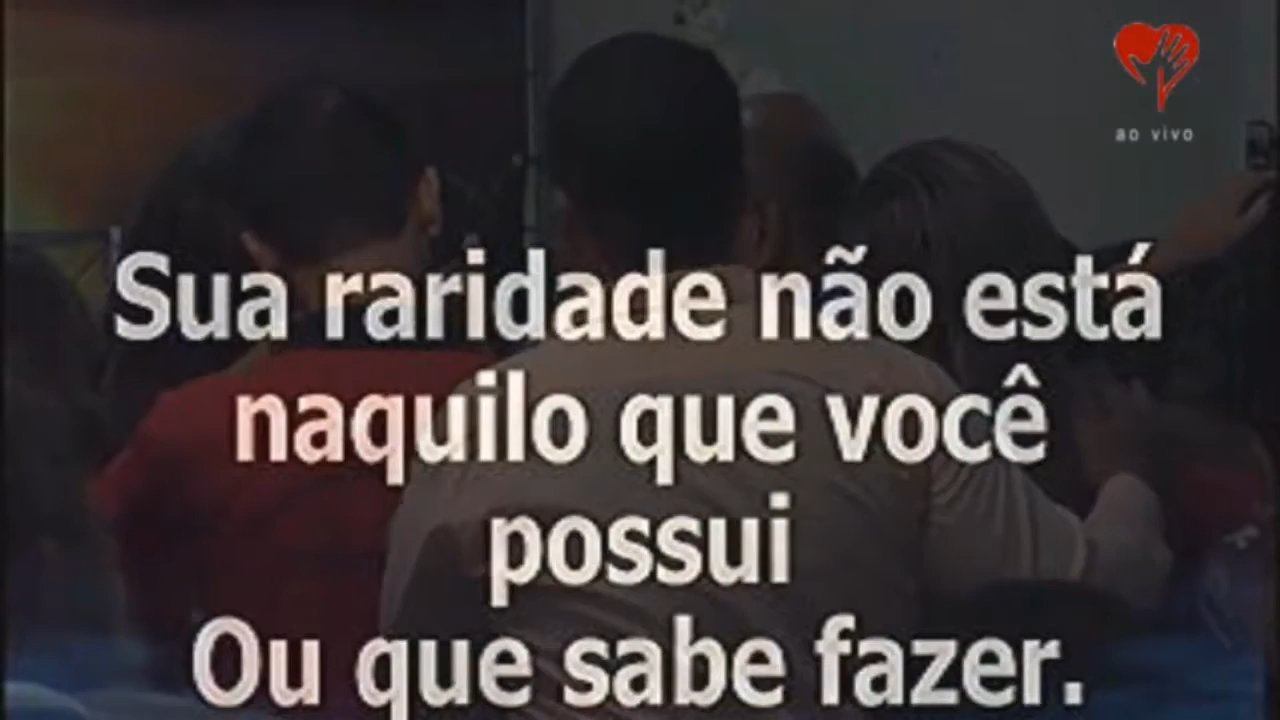 ao vivo
Sua raridade não está
naquilo que você
possui
Ou que sabe fazer.